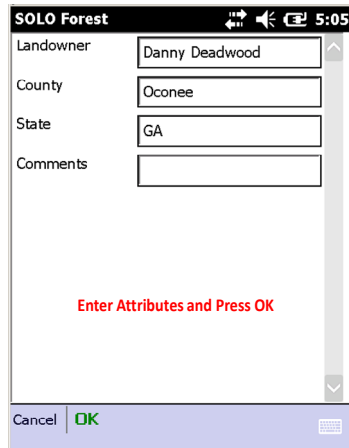 SOLO Forest 5:05
Landowner Danny Deadwood
County Oconee
State GA
Comments
Enter Attributes and Press OK
Cancel OK